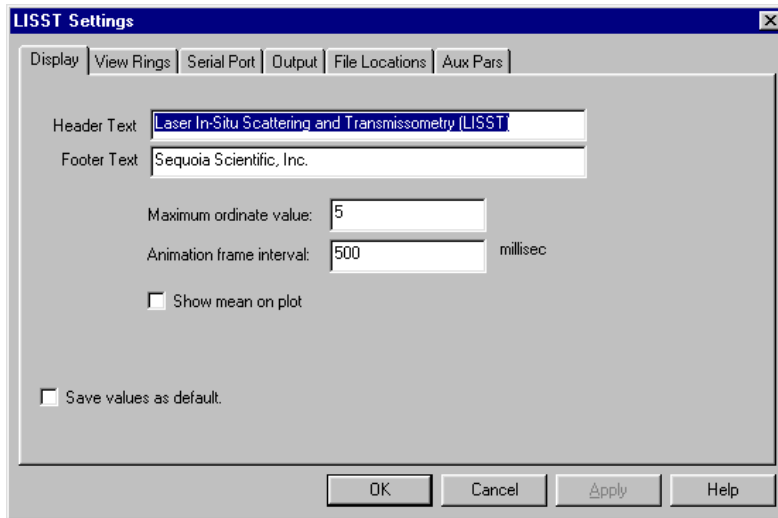 LISST Settings
Display View Rings Serial Port Output File Locations Aux Pars
Header Text Laser In-Situ Scattering and Transmissometry (LISST)
Footer Text Sequoia Scientific, Inc.
Maximum ordinate value: 5
Animation frame interval: 500 millisec
Show mean on plot
Save values as default.
OK Cancel Apply Help